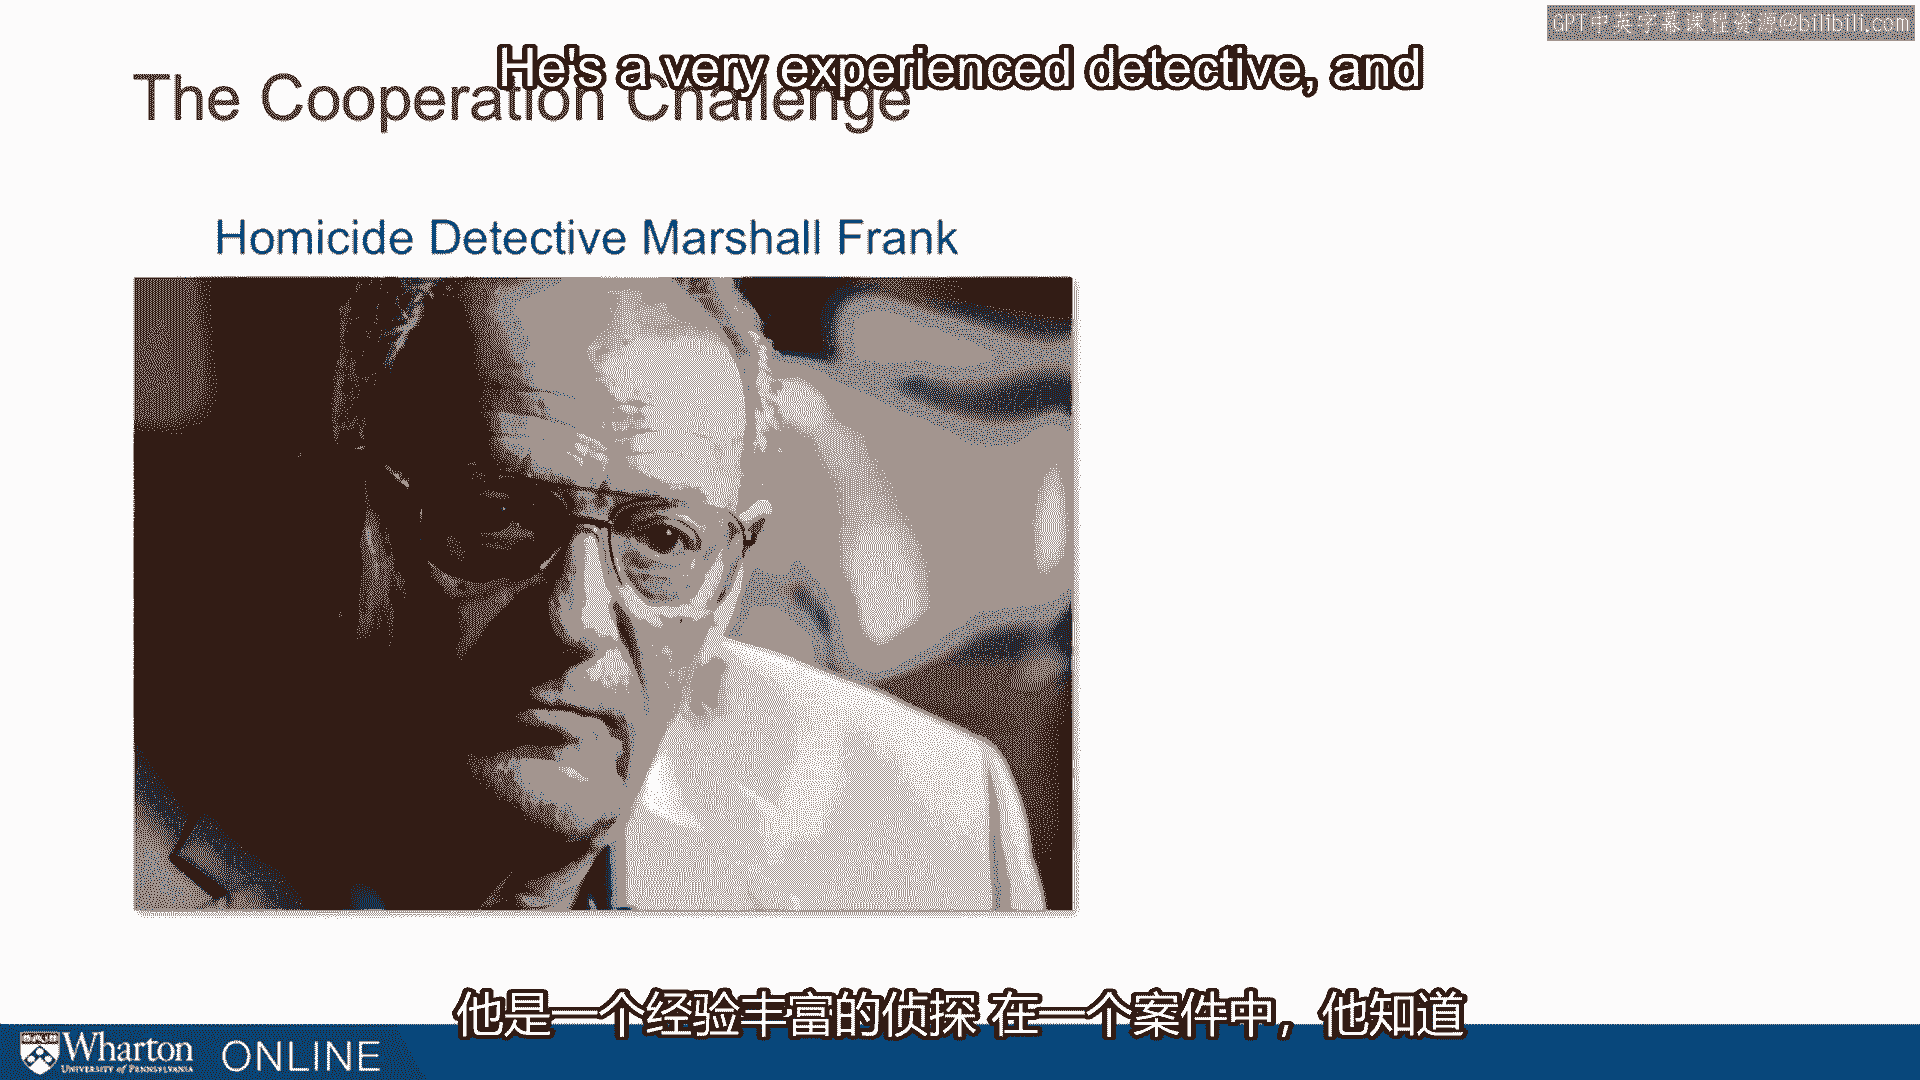 GPT中英字幕课程资源@bilibili.com
He's a very experienced detective, and
The Cooperation Challenge
Homicide Detective Marshall Frank
他是一个经验丰富的侦探 在一个案件中，他知道
Wharton ONLINE
UNIVERSITY of PENNSYLVANIA